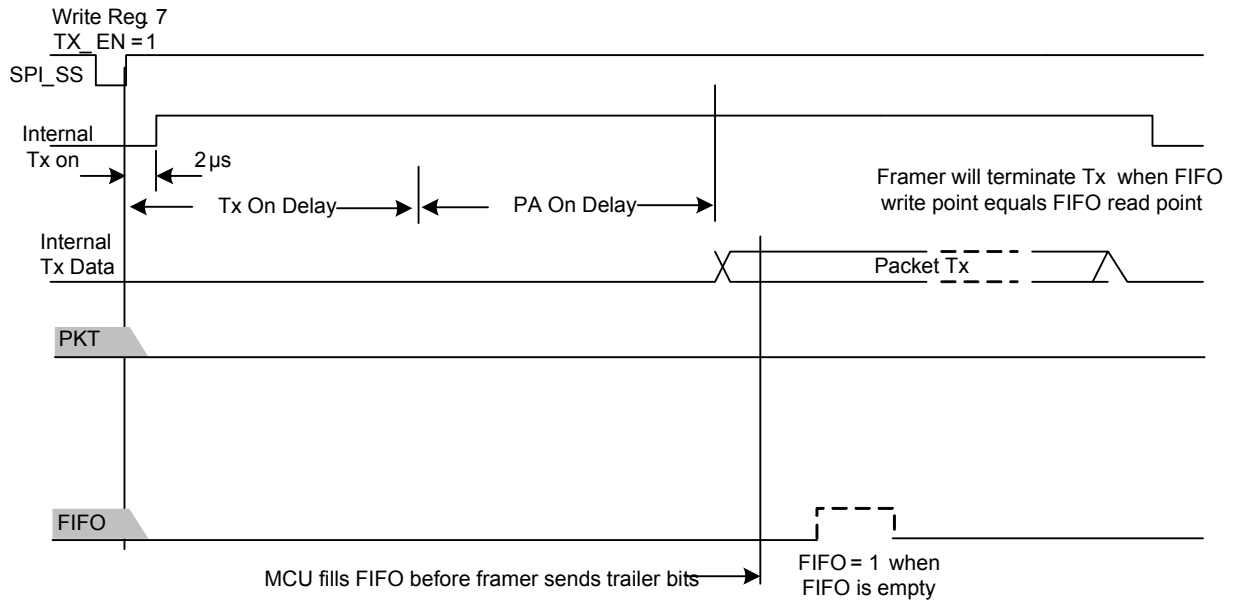 Write Reg. 7
TX_EN =1
SPI_SS
Internal
Tx on
2 µs
Tx On Delay
PA On Delay
Framer will terminate Tx when FIFO
write point equals FIFO read point
Internal
Tx Data
Packet Tx
PKT
FIFO
MCU fills FIFO before framer sends trailer bits
FIFO = 1 when
FIFO is empty